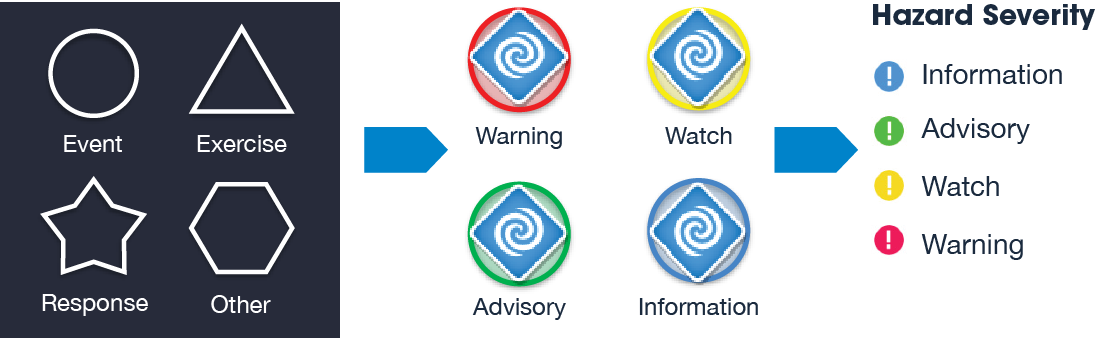 Event
Exercise
Response
Other
Warning
Watch
Advisory
Information
Hazard Severity
! Information
! Advisory
! Watch
! Warning